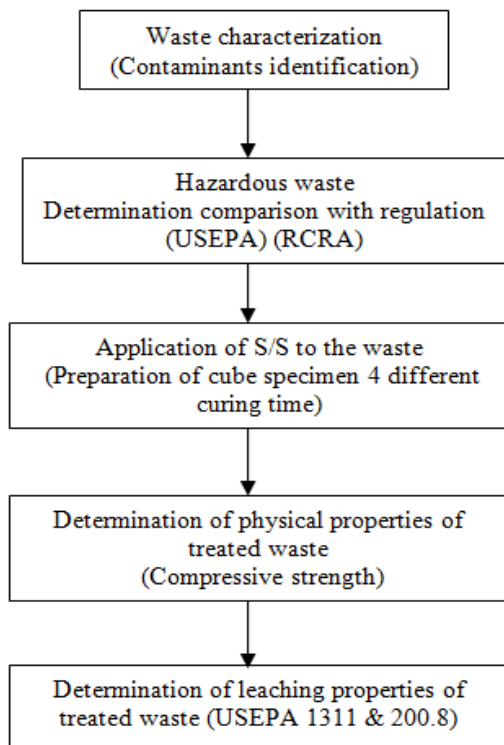 Waste characterization
(Contaminants identification)
Hazardous waste
Determination comparison with regulation
(USEPA) (RCRA)
Application of S/S to the waste
(Preparation of cube specimen 4 different
curing time)
Determination of physical properties of
treated waste
(Compressive strength)
Determination of leaching properties of
treated waste (USEPA 1311 & 200.8)